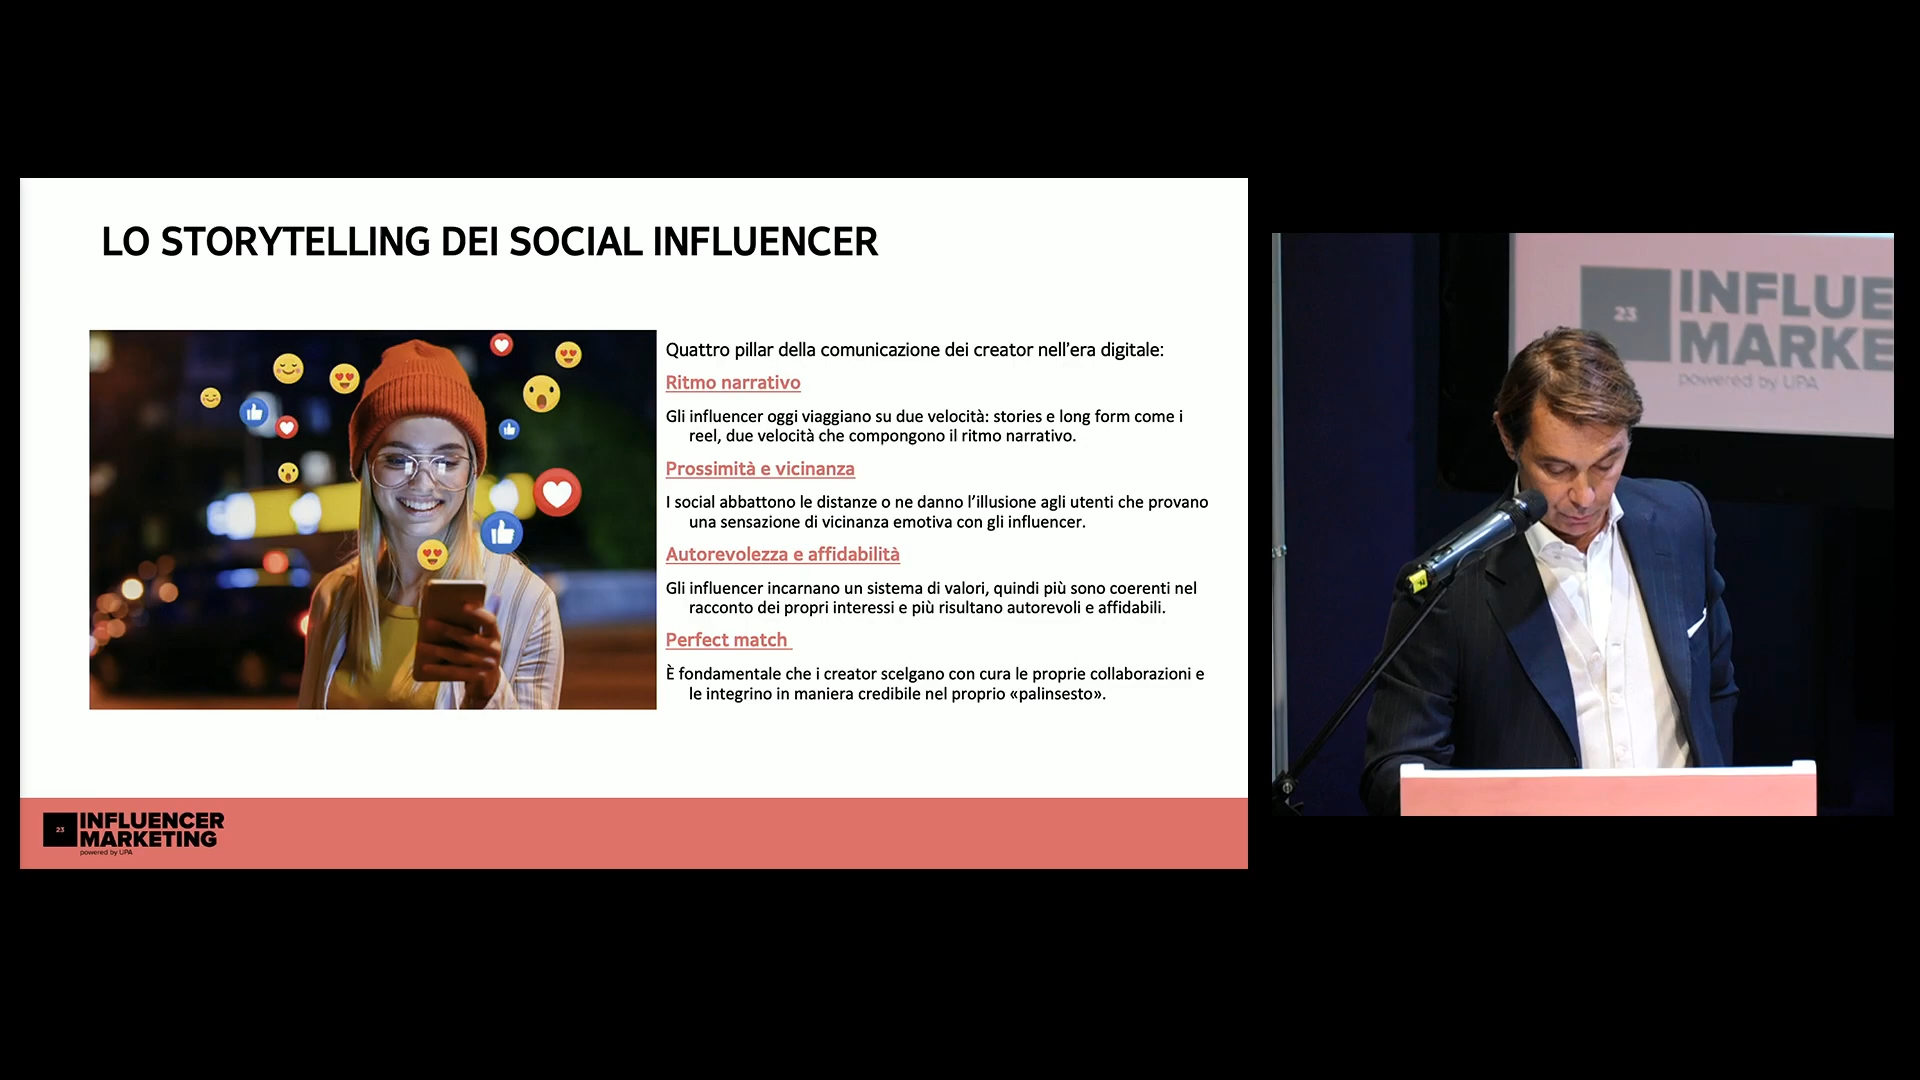 LO STORYTELLING DEI SOCIAL INFLUENCER
Quattro pillar della comunicazione dei creator nell'era digitale:
Ritmo narrativo
Gli influencer oggi viaggiano su due velocità: stories e long form come i
reel, due velocità che compongono il ritmo narrativo.
Prossimità e vicinanza
I social abbattono le distanze o ne danno l'illusione agli utenti che provano
una sensazione di vicinanza emotiva con gli influencer.
Autorevolezza e affidabilità
Gli influencer incarnano un sistema di valori, quindi più sono coerenti nel
racconto dei propri interessi e più risultano autorevoli e affidabili.
Perfect match
È fondamentale che i creator scelgano con cura le proprie collaborazioni e
le integrino in maniera credibile nel proprio «palinsesto».
23
INFLUENCER
MARKETING
powered by UPA
23
INFLUE
MARKE
powered by UPA